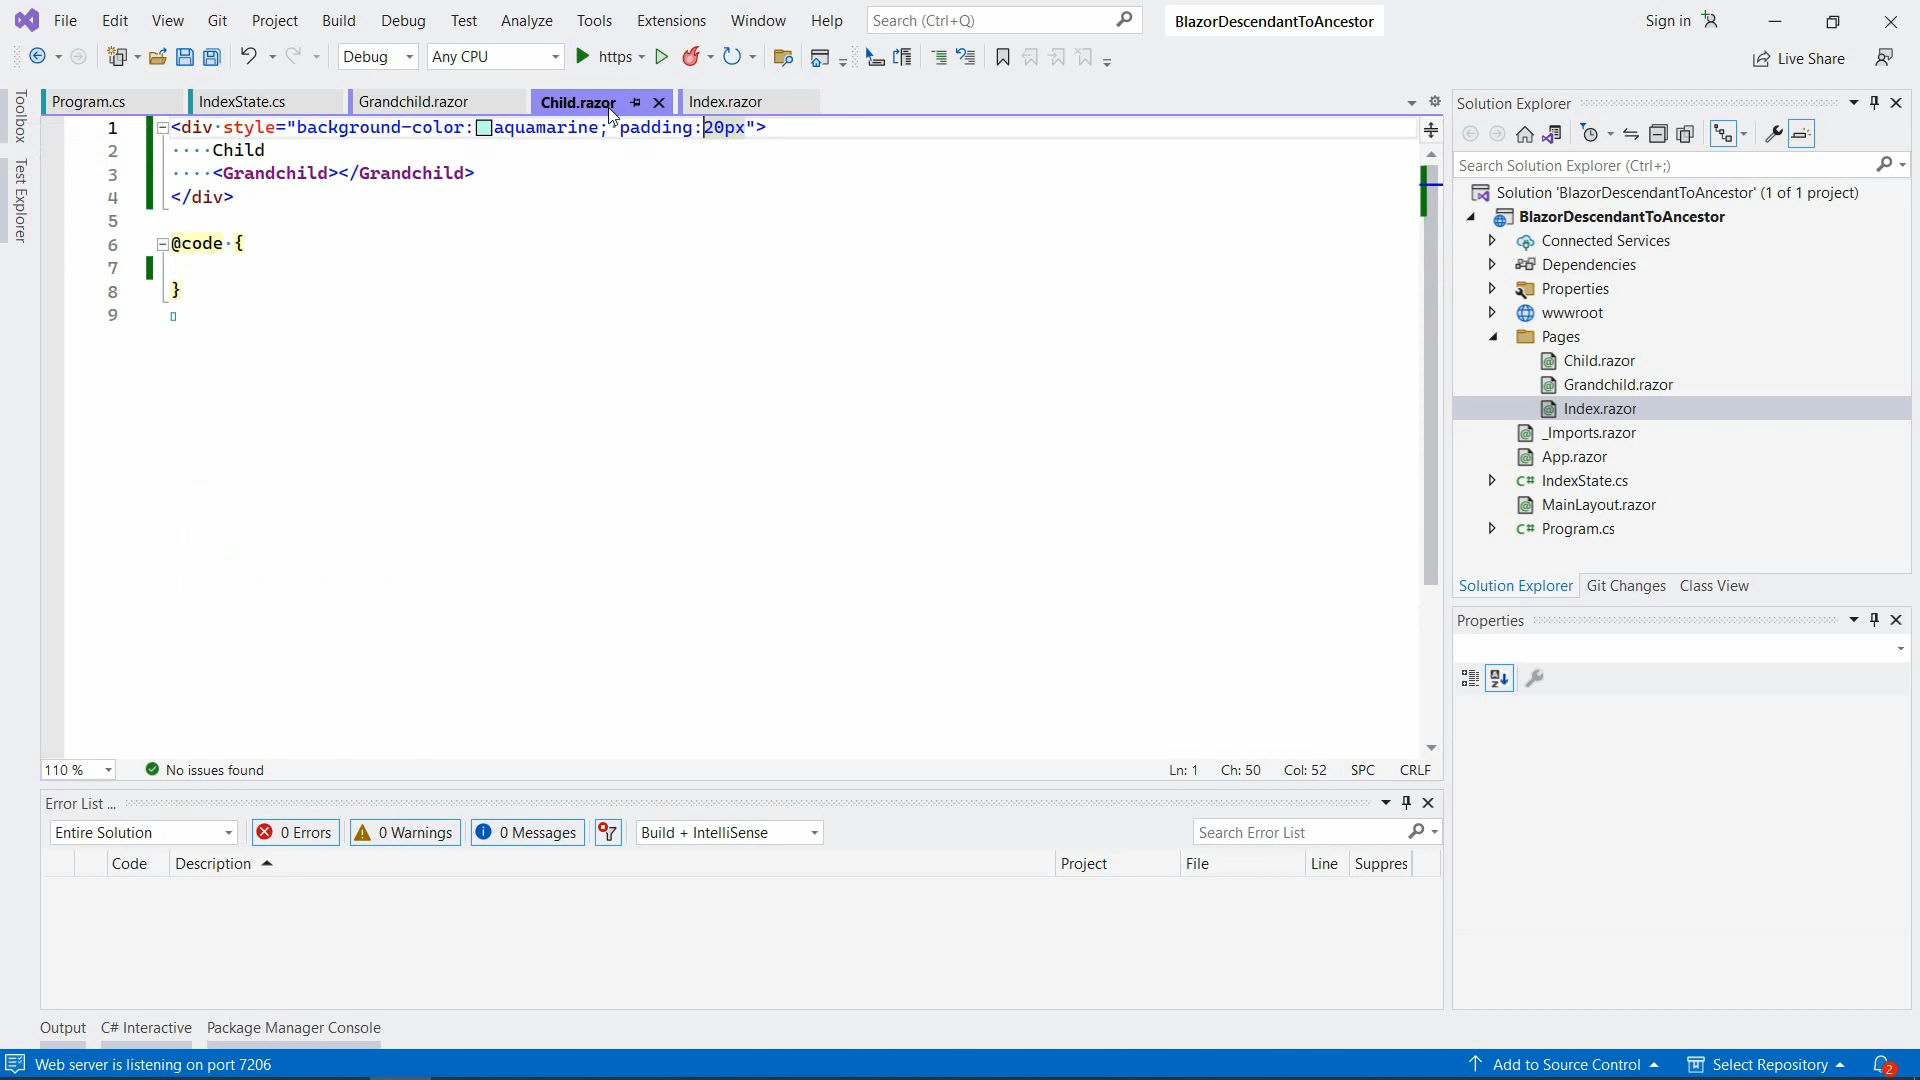 File Edit View Git Project Build Debug Test Analyze Tools Extensions Window Help Search (Ctrl+Q) BlazorDescendantToAncestor Sign in
Debug Any CPU https Live Share
Toolbox
Test Explorer
Program.cs IndexState.cs Grandchild.razor Child.razor Index.razor
1 <div style="background-color: aquamarine; padding:20px">
2 ····Child
3 ····<Grandchild></Grandchild>
4 </div>
5
6 @code {
7
8 }
9
110 % No issues found Ln: 1 Ch: 50 Col: 52 SPC CRLF
Solution Explorer
Search Solution Explorer (Ctrl+;)
Solution 'BlazorDescendantToAncestor' (1 of 1 project)
BlazorDescendantToAncestor
Connected Services
Dependencies
Properties
wwwroot
Pages
Child.razor
Grandchild.razor
Index.razor
_Imports.razor
App.razor
C# IndexState.cs
MainLayout.razor
C# Program.cs
Solution Explorer Git Changes Class View
Properties
Error List ...
Entire Solution 0 Errors 0 Warnings 0 Messages Build + IntelliSense Search Error List
Code Description Project File Line Suppres
Output C# Interactive Package Manager Console
Web server is listening on port 7206 Add to Source Control Select Repository 2